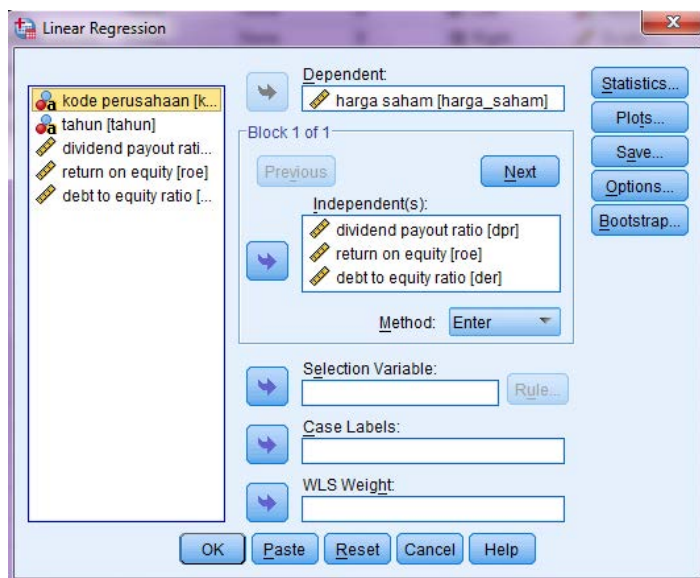 Linear Regression
kode perusahaan [k...
tahun [tahun]
dividend payout rati...
return on equity [roe]
debt to equity ratio [...
Dependent:
harga saham [harga_saham]
Block 1 of 1
Previous
Next
Independent(s):
dividend payout ratio [dpr]
return on equity [roe]
debt to equity ratio [der]
Method: Enter
Selection Variable:
Rule...
Case Labels:
WLS Weight:
Statistics...
Plots...
Save...
Options...
Bootstrap...
OK Paste Reset Cancel Help